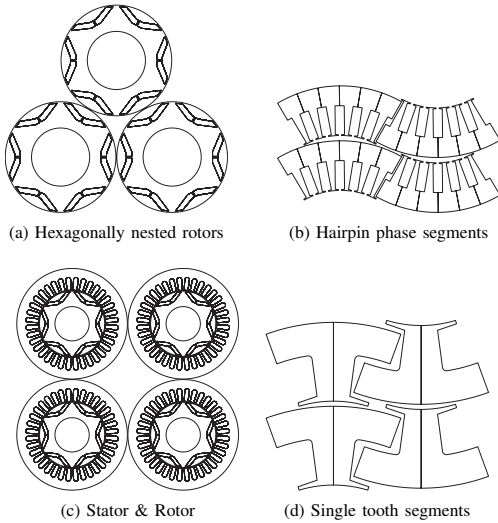 (a) Hexagonally nested rotors
(b) Hairpin phase segments
(c) Stator & Rotor
(d) Single tooth segments